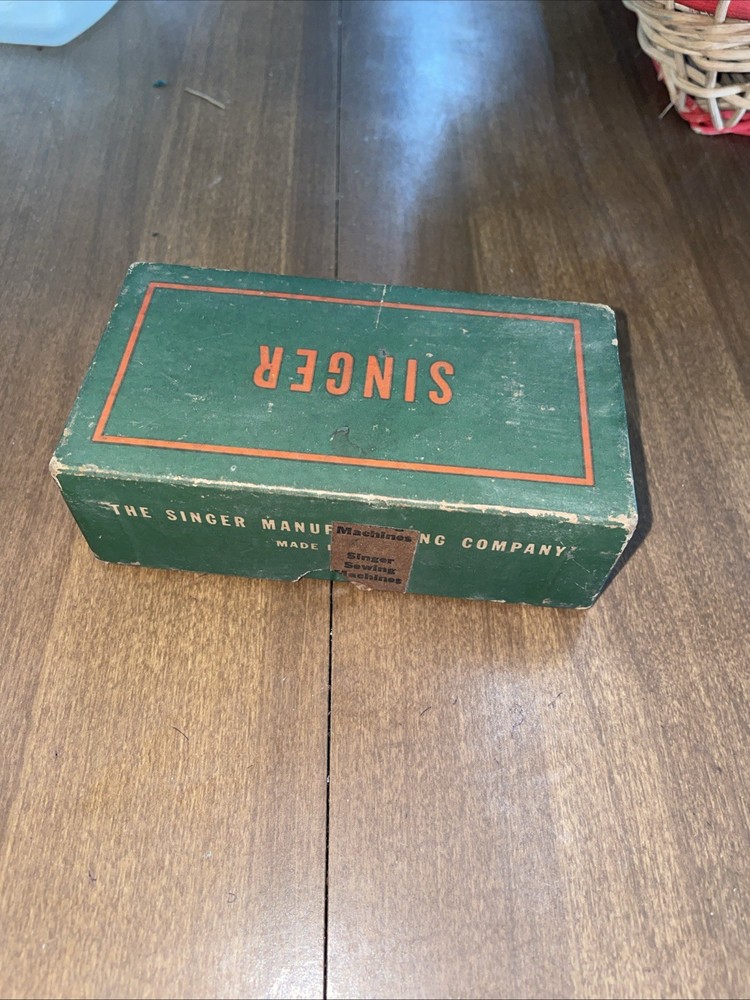 SINGER
THE SINGER MANUF NG COMPANY
MADE
Machines
Singer
Sewing
Machines